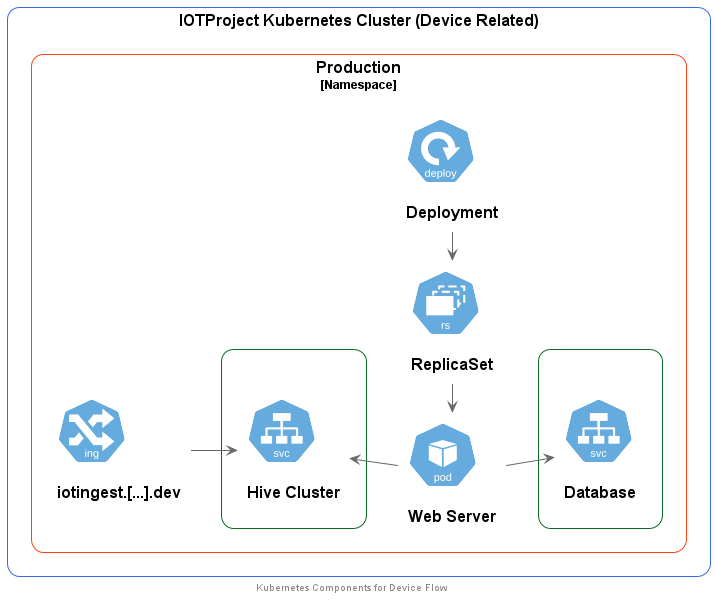 IOTProject Kubernetes Cluster (Device Related)
Production
[Namespace]
deploy
Deployment
rs
ReplicaSet
ing
svc
pod
svc
iotingest.[...].dev
Hive Cluster
Web Server
Database
Kubernetes Components for Device Flow